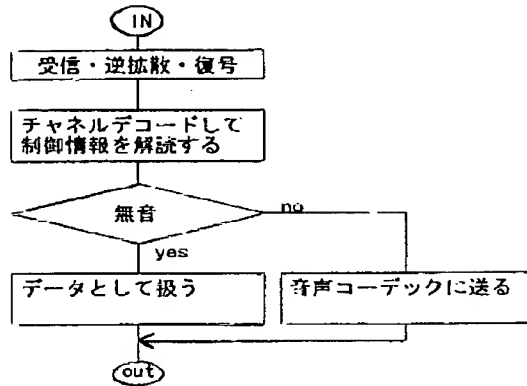 IN
受信・逆拡散・復号
チャネルデコードして
制御情報を解読する
無音
no
yes
データとして扱う
音声コーデックに送る
out